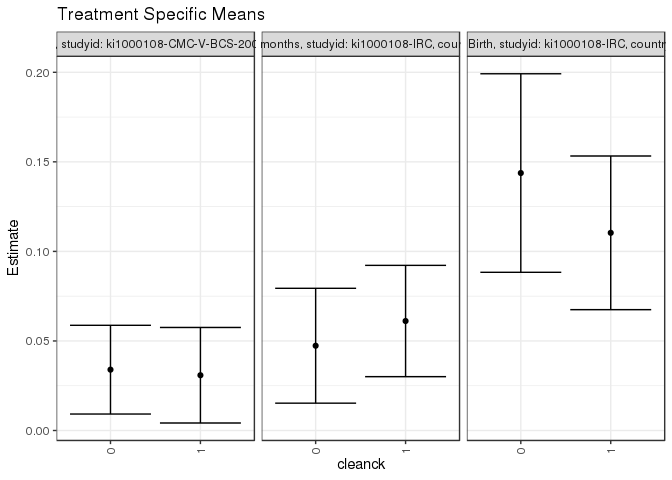 Treatment Specific Means
, studyid: ki1000108-CMC-V-BCS-200
months, studyid: ki1000108-IRC, cour
Birth, studyid: ki1000108-IRC, countr
0.20
0.15
0.10
0.05
0.00
Estimate
0 1 0 1 0 1
cleanck